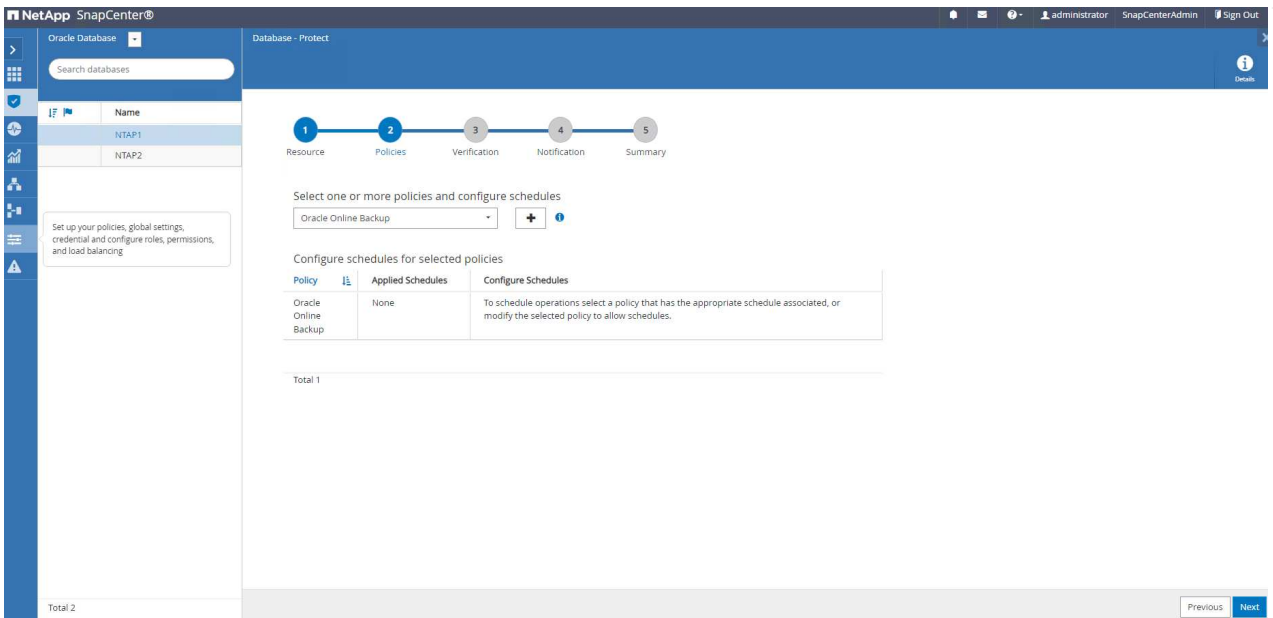 NetApp SnapCenter®
administrator SnapCenterAdmin Sign Out
Oracle Database
Search databases
Name
NTAP1
NTAP2
Set up your policies, global settings,
credential and configure roles, permissions,
and load balancing
Total 2
Database - Protect
Details
1 2 3 4 5
Resource Policies Verification Notification Summary
Select one or more policies and configure schedules
Oracle Online Backup
Configure schedules for selected policies
Policy Applied Schedules Configure Schedules
Oracle None To schedule operations select a policy that has the appropriate schedule associated, or
Online modify the selected policy to allow schedules.
Backup
Total 1
Previous Next